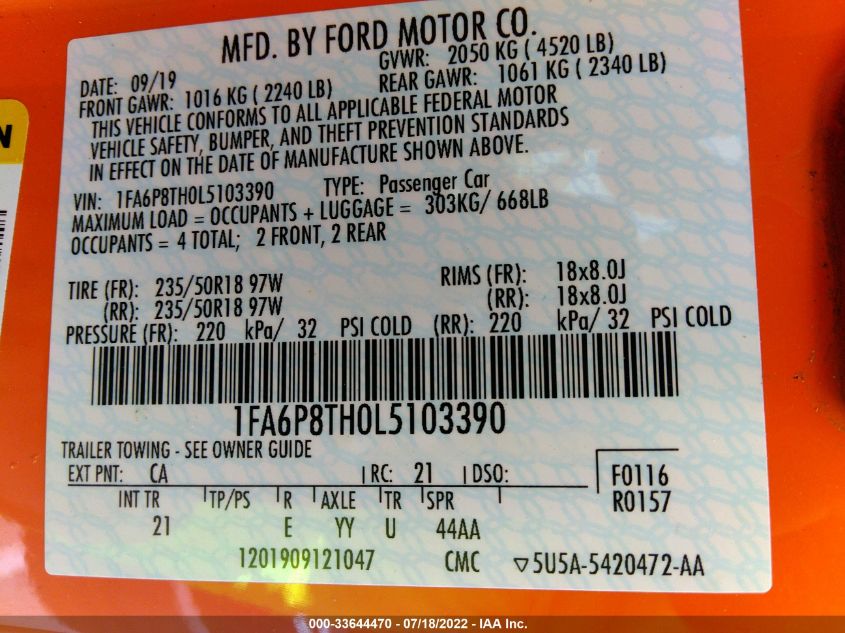 MFD. BY FORD MOTOR CO.
DATE: 09/19 GVWR: 2050 KG ( 4520 LB)
FRONT GAWR: 1016 KG ( 2240 LB) REAR GAWR: 1061 KG ( 2340 LB)
THIS VEHICLE CONFORMS TO ALL APPLICABLE FEDERAL MOTOR
VEHICLE SAFETY, BUMPER, AND THEFT PREVENTION STANDARDS
IN EFFECT ON THE DATE OF MANUFACTURE SHOWN ABOVE.
VIN: 1FA6P8TH0L5103390 TYPE: Passenger Car
MAXIMUM LOAD = OCCUPANTS + LUGGAGE = 303KG/ 668LB
OCCUPANTS = 4 TOTAL; 2 FRONT, 2 REAR
TIRE (FR): 235/50R18 97W RIMS (FR): 18x8.0J
(RR): 235/50R18 97W (RR): 18x8.0J
PRESSURE (FR): 220 kPa/ 32 PSI COLD (RR): 220 kPa/ 32 PSI COLD
1FA6P8TH0L5103390
TRAILER TOWING - SEE OWNER GUIDE
EXT PNT: CA RC: 21 DSO: F0116
INT TR TP/PS R AXLE TR SPR R0157
21 E YY U 44AA
1201909121047 CMC ▽5U5A-5420472-AA
N
000-33644470 - 07/18/2022 - IAA Inc.